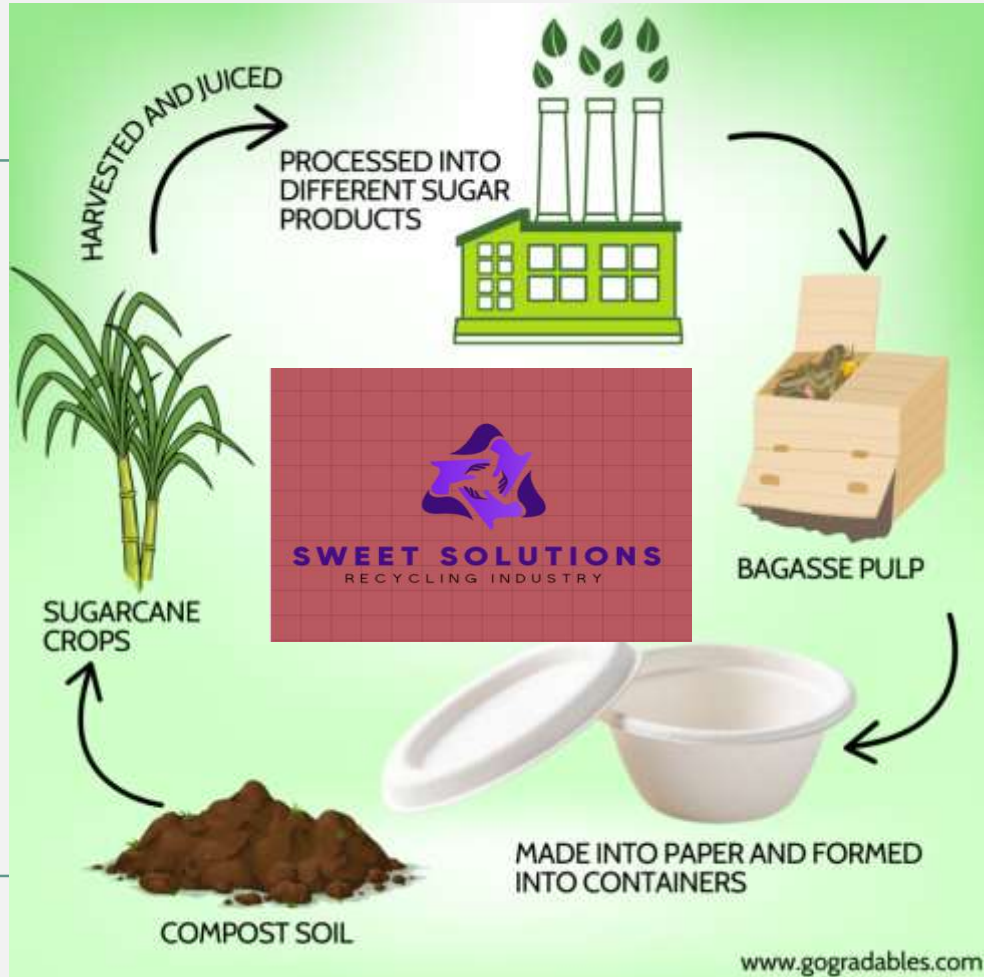 HARVESTED AND JUICED
PROCESSED INTO
DIFFERENT SUGAR
PRODUCTS
SWEET SOLUTIONS
RECYCLING INDUSTRY
BAGASSE PULP
SUGARCANE
CROPS
MADE INTO PAPER AND FORMED
INTO CONTAINERS
COMPOST SOIL
www.gogradables.com